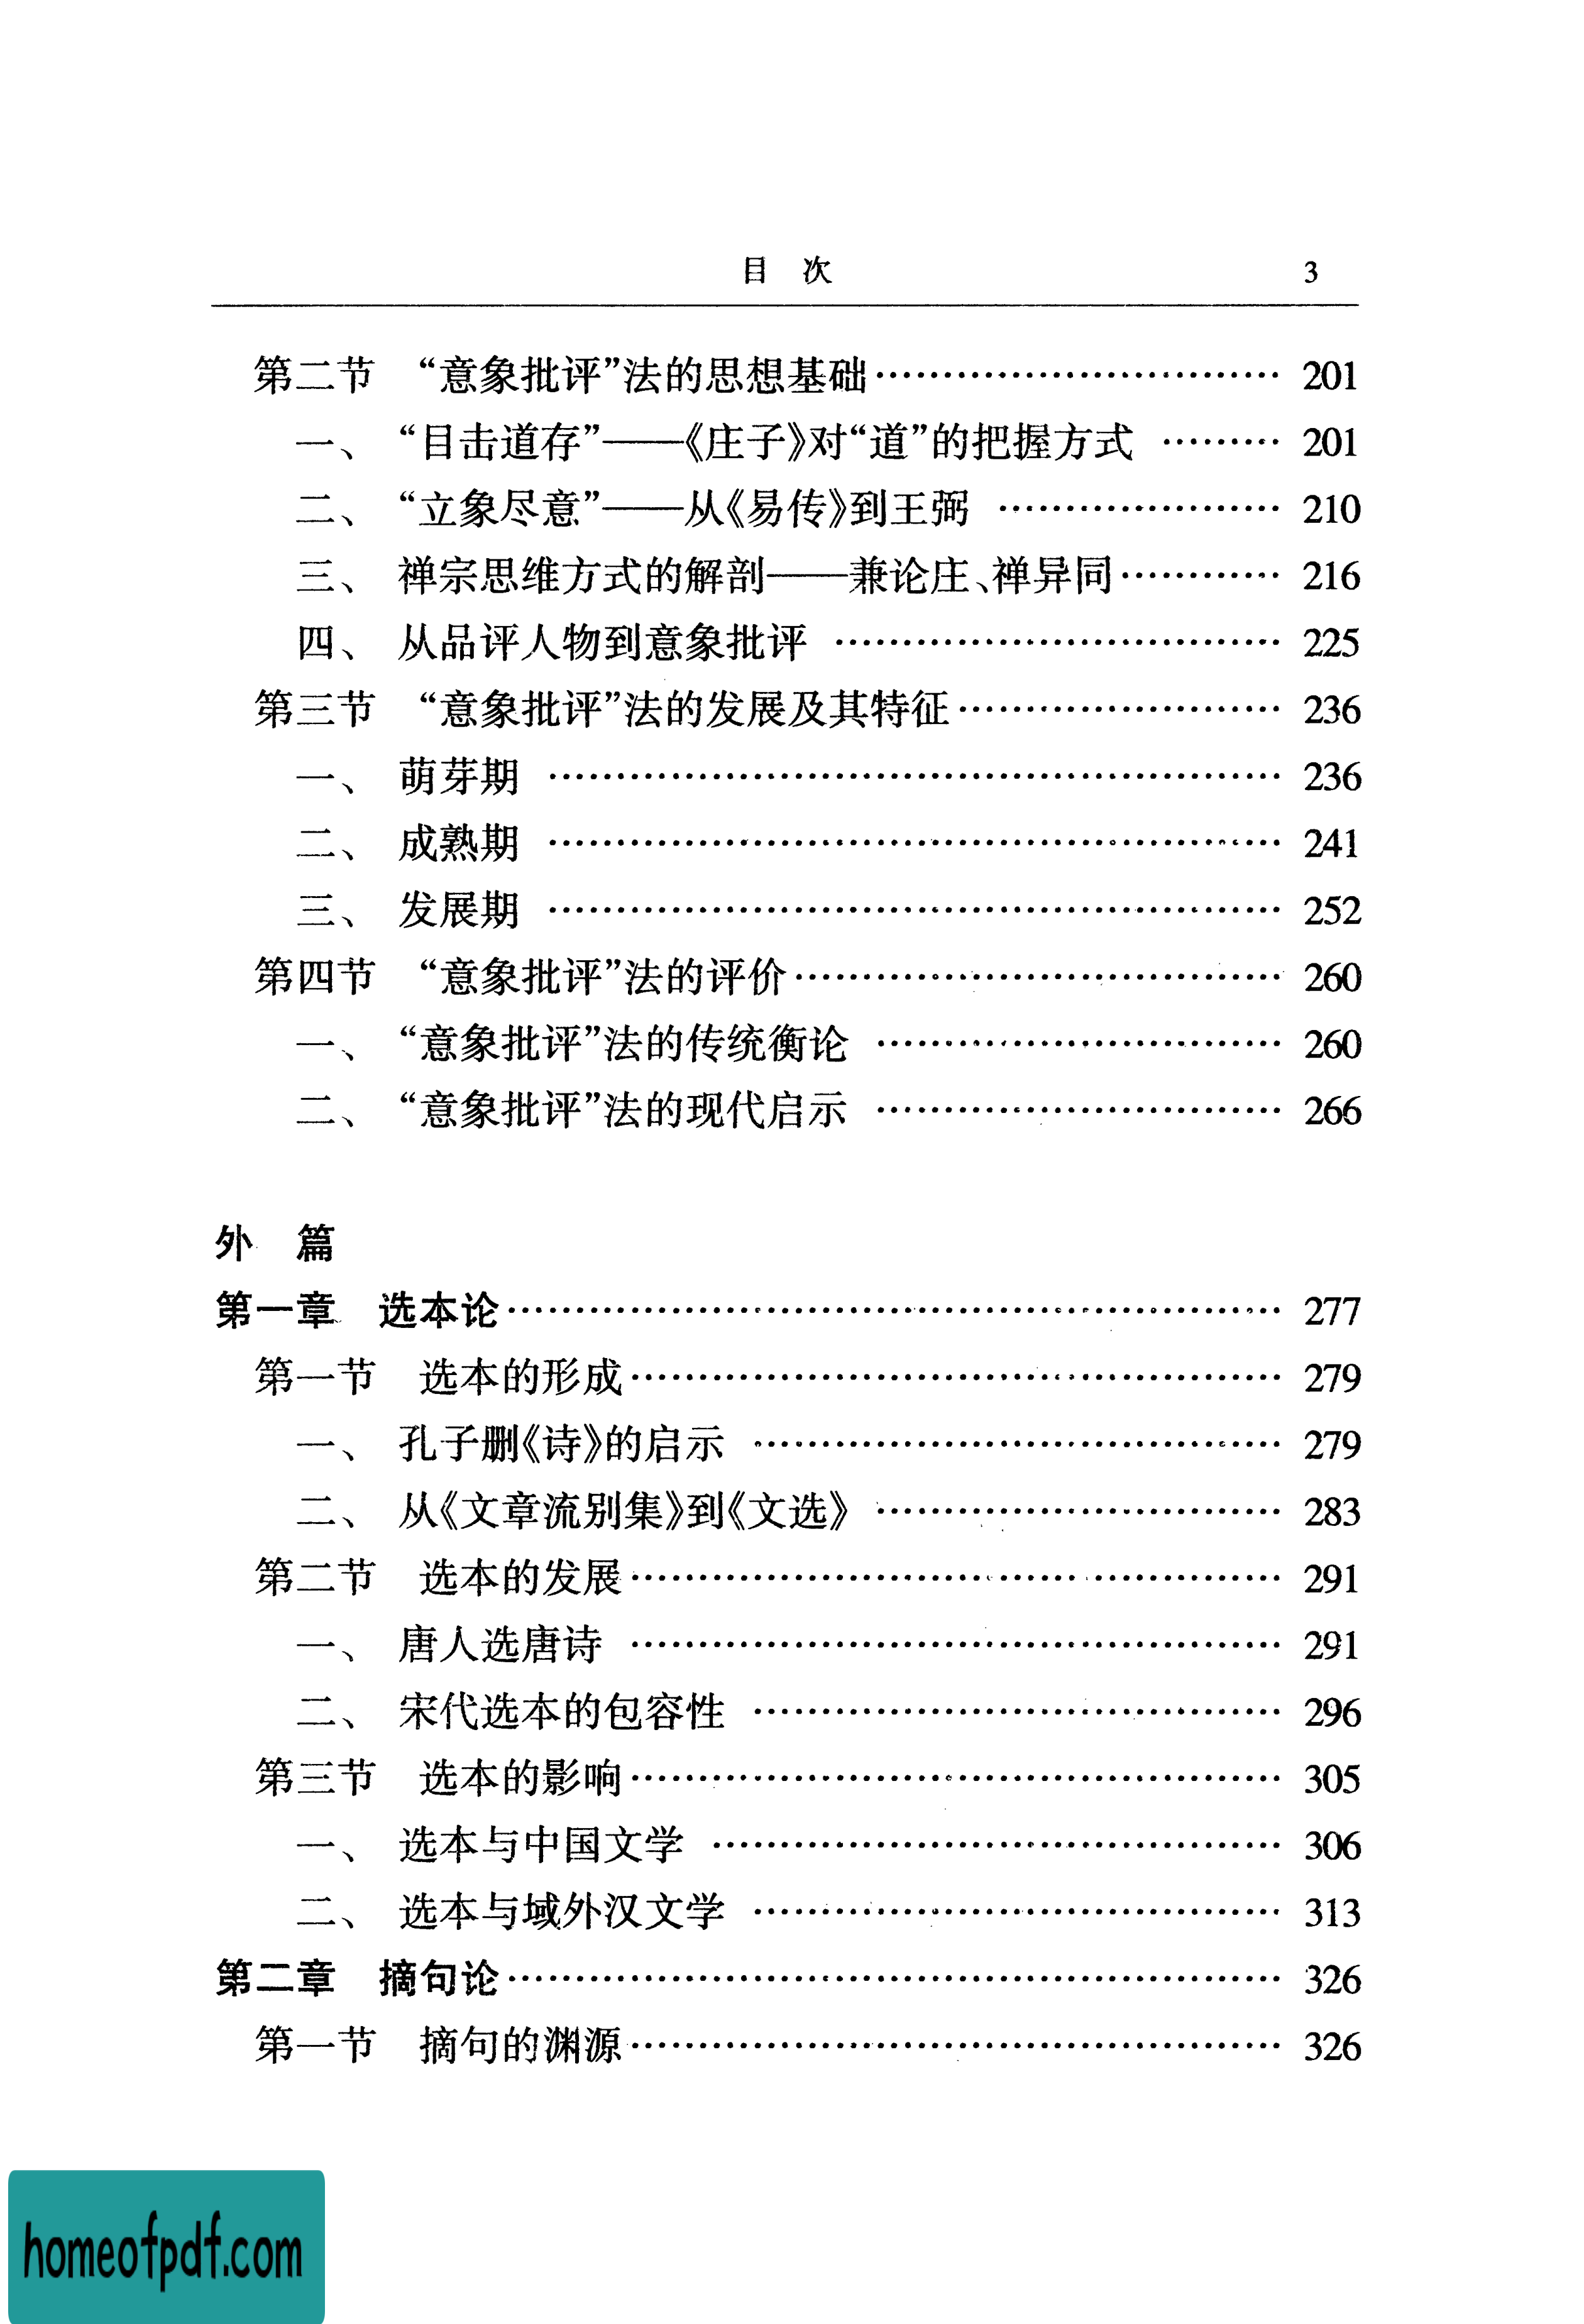 目 次 3
第二节 “意象批评”法的思想基础…………………………… 201
一、 “目击道存”——《庄子》对“道”的把握方式 ……… 201
二、 “立象尽意”——从《易传》到王弼 ………………… 210
三、 禅宗思维方式的解剖——兼论庄、禅异同………… 216
四、 从品评人物到意象批评 …………………………… 225
第三节 “意象批评”法的发展及其特征…………………… 236
一、 萌芽期 ……………………………………………… 236
二、 成熟期 ……………………………………………… 241
三、 发展期 ……………………………………………… 252
第四节 “意象批评”法的评价……………………………… 260
一、 “意象批评”法的传统衡论 ………………………… 260
二、 “意象批评”法的现代启示 ………………………… 266
外 篇
第一章 选本论………………………………………………… 277
第一节 选本的形成………………………………………… 279
一、 孔子删《诗》的启示 ………………………………… 279
二、 从《文章流别集》到《文选》 ………………………… 283
第二节 选本的发展………………………………………… 291
一、 唐人选唐诗 ………………………………………… 291
二、 宋代选本的包容性 ………………………………… 296
第三节 选本的影响………………………………………… 305
一、 选本与中国文学 …………………………………… 306
二、 选本与域外汉文学 ………………………………… 313
第二章 摘句论………………………………………………… 326
第一节 摘句的渊源………………………………………… 326
homeofpdf.com